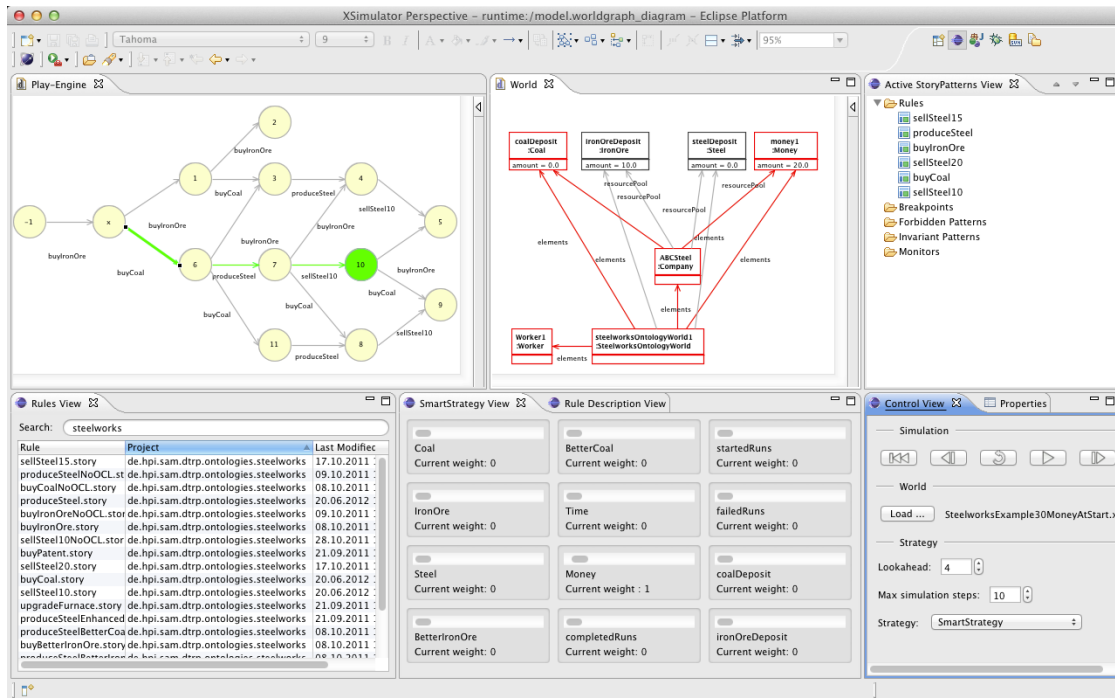 XSimulator Perspective – runtime:/model.worldgraph_diagram – Eclipse Platform
Tahoma
9
B I
A
95%
Play-Engine
2
buyIronOre
1
3
4
buyCoal
produceSteel
sellSteel10
-1
x
5
buyIronOre
buyIronOre
buyIronOre
6
7
10
buyCoal
produceSteel
sellSteel10
buyIronOre
buyCoal
buyCoal
buyCoal
9
11
8
produceSteel
sellSteel10
World
coalDeposit
:Coal
amount = 0.0
ironOreDeposit
:IronOre
amount = 10.0
steelDeposit
:Steel
amount = 0.0
money1
:Money
amount = 20.0
resourcePool
resourcePool
resourcePool
resourcePool
elements
elements
elements
ABCSteel
:Company
elements
Worker1
:Worker
elements
steelworksOntologyWorld1
:SteelworksOntologyWorld
Active StoryPatterns View
Rules
sellSteel15
produceSteel
buyIronOre
sellSteel20
buyCoal
sellSteel10
Breakpoints
Forbidden Patterns
Invariant Patterns
Monitors
Rules View
Search: steelworks
Rule Project Last Modified
sellSteel15.story de.hpi.sam.dtrp.ontologies.steelworks 17.10.2011
produceSteelNoOCL.st de.hpi.sam.dtrp.ontologies.steelworks 09.10.2011
buyCoalNoOCL.story de.hpi.sam.dtrp.ontologies.steelworks 08.10.2011
produceSteel.story de.hpi.sam.dtrp.ontologies.steelworks 20.06.2012
buyIronOreNoOCL.stor de.hpi.sam.dtrp.ontologies.steelworks 09.10.2011
buyIronOre.story de.hpi.sam.dtrp.ontologies.steelworks 08.10.2011
sellSteel10NoOCL.story de.hpi.sam.dtrp.ontologies.steelworks 28.10.2011
buyPatent.story de.hpi.sam.dtrp.ontologies.steelworks 21.09.2011
sellSteel20.story de.hpi.sam.dtrp.ontologies.steelworks 17.10.2011
buyCoal.story de.hpi.sam.dtrp.ontologies.steelworks 20.06.2012
sellSteel10.story de.hpi.sam.dtrp.ontologies.steelworks 20.06.2012
upgradeFurnace.story de.hpi.sam.dtrp.ontologies.steelworks 21.09.2011
produceSteelEnhanced de.hpi.sam.dtrp.ontologies.steelworks 21.09.2011
produceSteelBetterCoa de.hpi.sam.dtrp.ontologies.steelworks 08.10.2011
buyBetterIronOre.story de.hpi.sam.dtrp.ontologies.steelworks 08.10.2011
produceSteelBetterIron de.hpi.sam.dtrp.ontologies.steelworks 08.10.2011
SmartStrategy View
Rule Description View
Coal
Current weight: 0
BetterCoal
Current weight: 0
startedRuns
Current weight: 0
IronOre
Current weight: 0
Time
Current weight: 0
failedRuns
Current weight: 0
Steel
Current weight: 0
Money
Current weight : 1
coalDeposit
Current weight: 0
BetterIronOre
Current weight: 0
completedRuns
Current weight: 0
ironOreDeposit
Current weight: 0
Control View
Properties
Simulation
World
Load ... SteelworksExample30MoneyAtStart.x
Strategy
Lookahead: 4
Max simulation steps: 10
Strategy: SmartStrategy